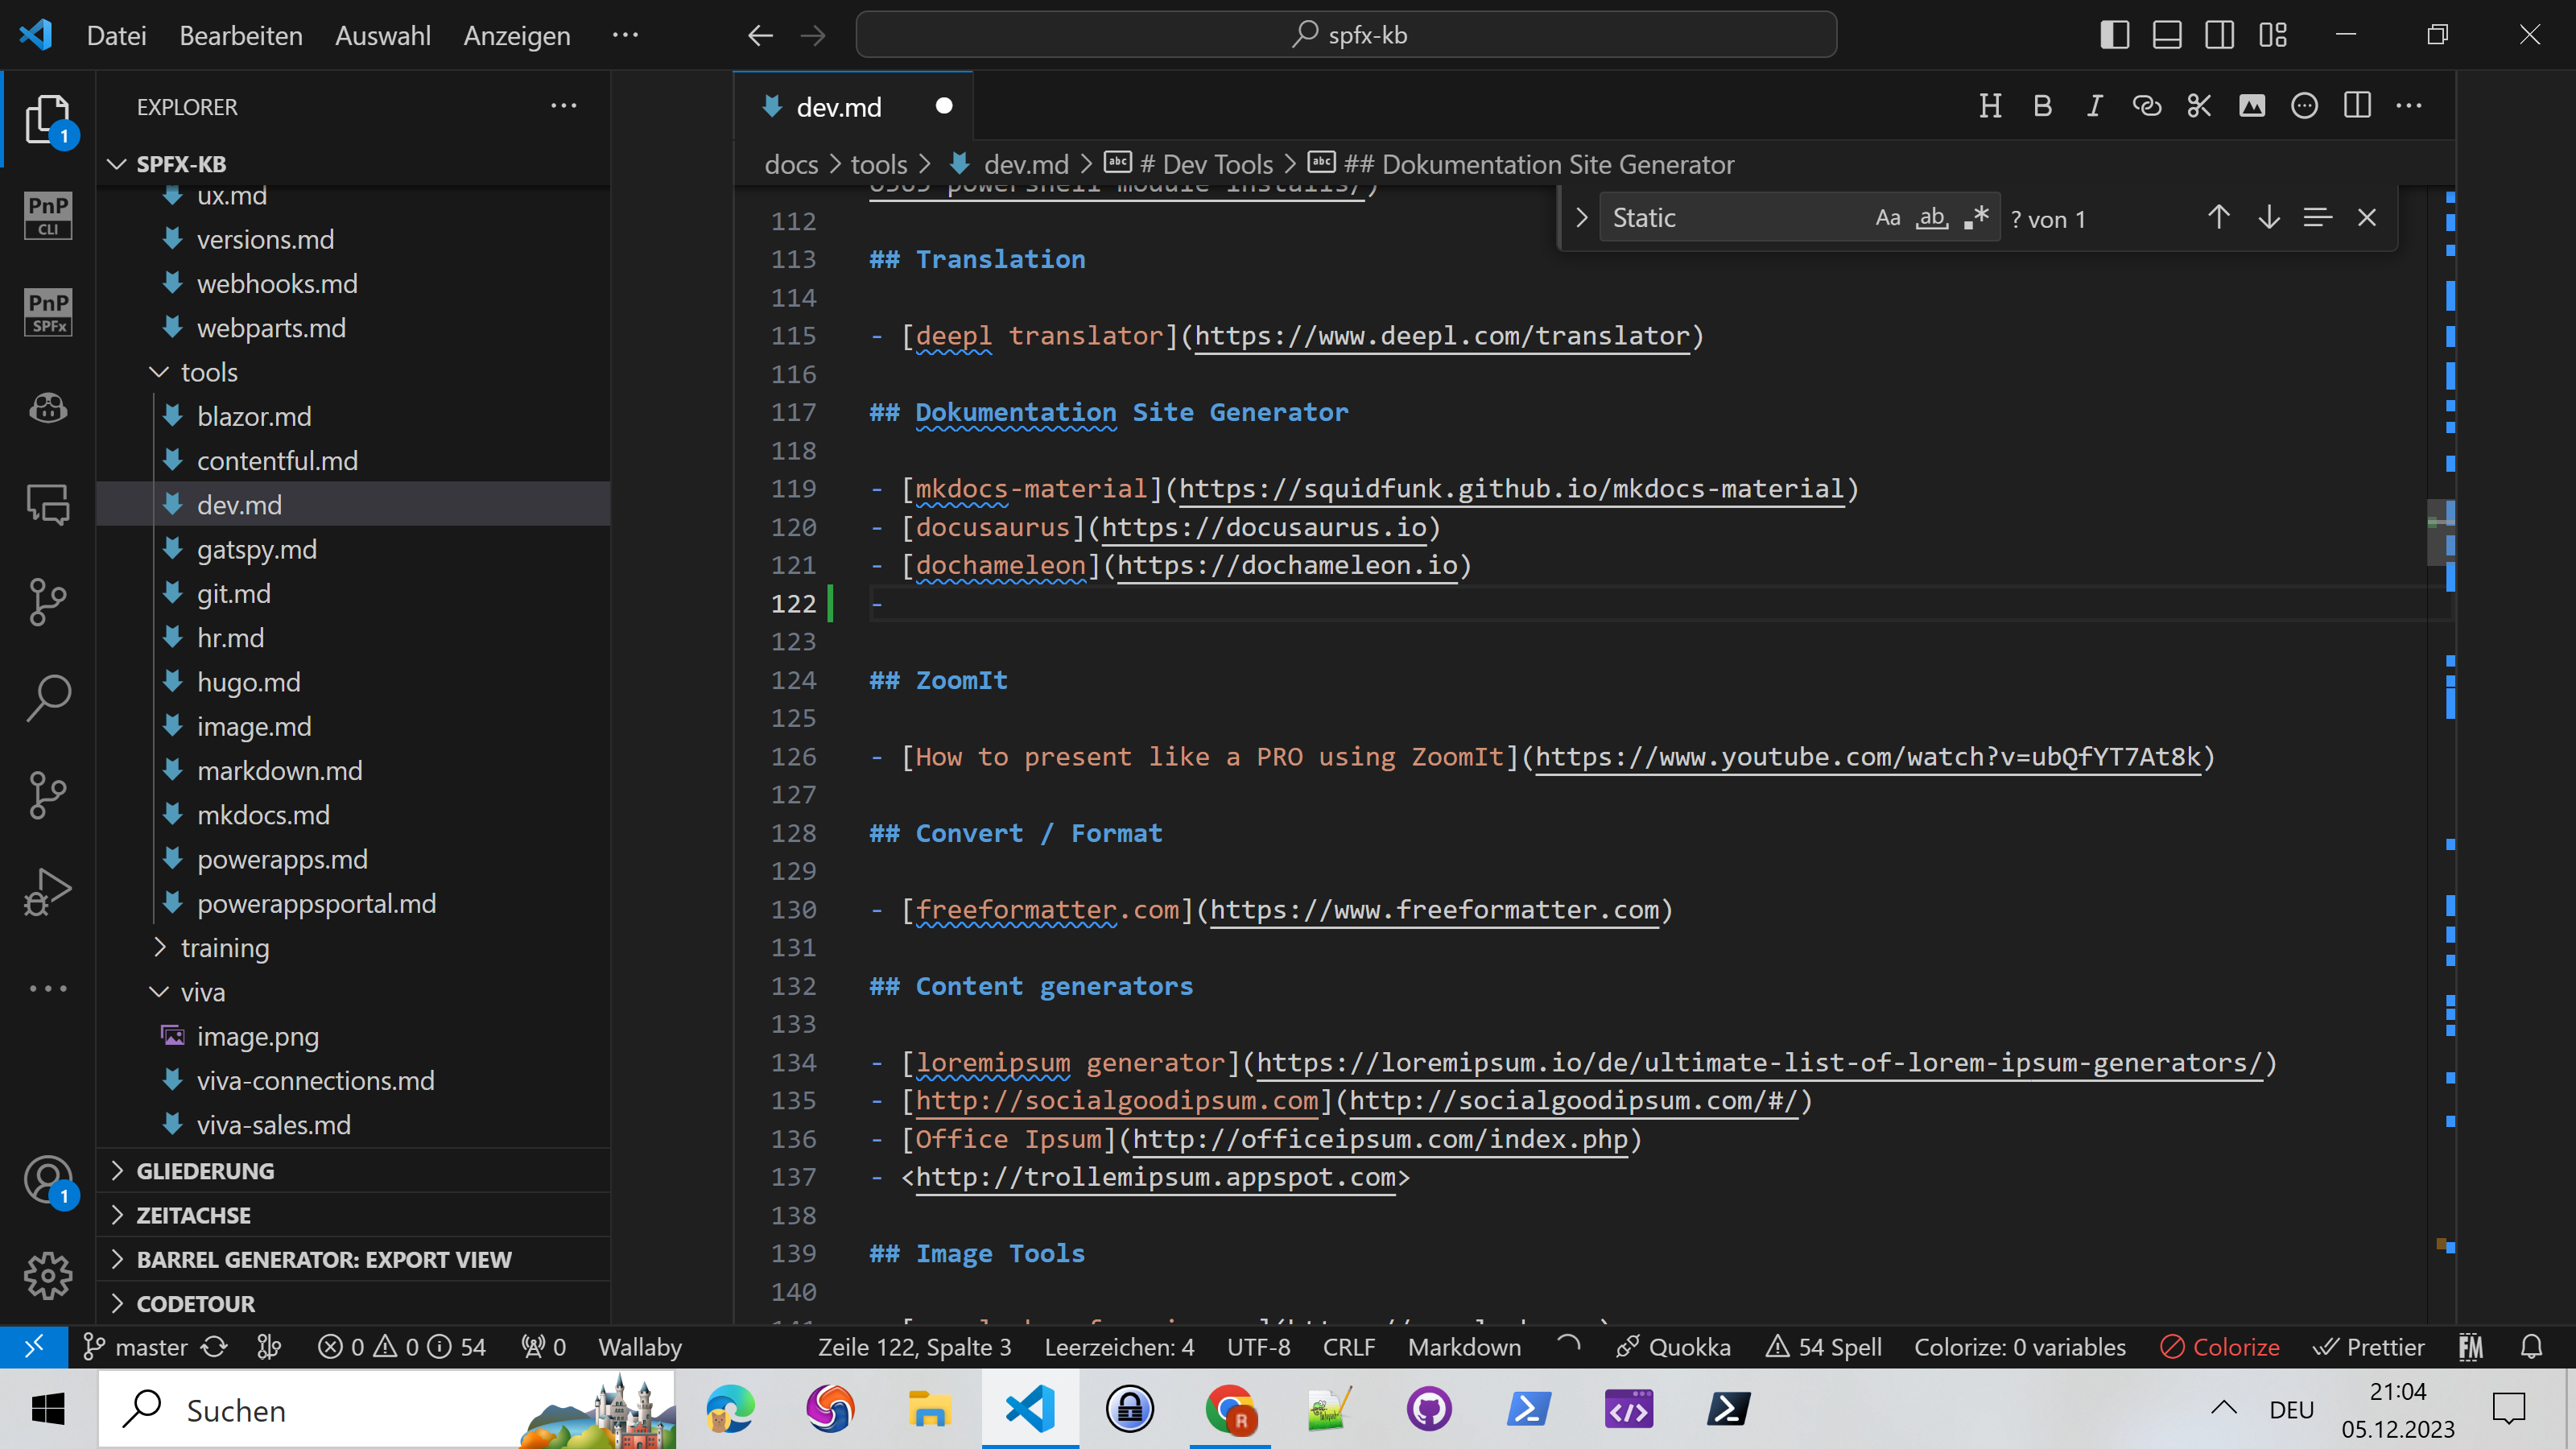 Datei Bearbeiten Auswahl Anzeigen ··· spfx-kb
EXPLORER ···
SPFX-KB
ux.md
versions.md
webhooks.md
webparts.md
tools
blazor.md
contentful.md
dev.md
gatspy.md
git.md
hr.md
hugo.md
image.md
markdown.md
mkdocs.md
powerapps.md
powerappsportal.md
training
viva
image.png
viva-connections.md
viva-sales.md
GLIEDERUNG
ZEITACHSE
BARREL GENERATOR: EXPORT VIEW
CODETOUR
1
PnP
CLI
PnP
SPFx
1
dev.md
docs > tools > dev.md > # Dev Tools > ## Dokumentation Site Generator
Static Aa ab ? von 1
112
113 ## Translation
114
115 - [deepl translator](https://www.deepl.com/translator)
116
117 ## Dokumentation Site Generator
118
119 - [mkdocs-material](https://squidfunk.github.io/mkdocs-material)
120 - [docusaurus](https://docusaurus.io)
121 - [dochameleon](https://dochameleon.io)
122 -
123
124 ## ZoomIt
125
126 - [How to present like a PRO using ZoomIt](https://www.youtube.com/watch?v=ubQfYT7At8k)
127
128 ## Convert / Format
129
130 - [freeformatter.com](https://www.freeformatter.com)
131
132 ## Content generators
133
134 - [loremipsum generator](https://loremipsum.io/de/ultimate-list-of-lorem-ipsum-generators/)
135 - [http://socialgoodipsum.com](http://socialgoodipsum.com/#/)
136 - [Office Ipsum](http://officeipsum.com/index.php)
137 - <http://trollemipsum.appspot.com>
138
139 ## Image Tools
140
master 0 0 54 0 Wallaby Zeile 122, Spalte 3 Leerzeichen: 4 UTF-8 CRLF Markdown Quokka 54 Spell Colorize: 0 variables Colorize Prettier FM
Suchen
R
DEU
21:04
05.12.2023